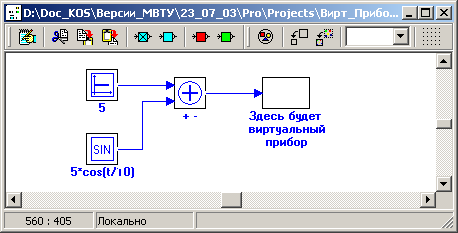 D:\Doc_KOS\Версии_МВТУ\23_07_03\Pro\Projects\Вирт_Прибо...
5
+ -
Здесь будет
виртуальный
прибор
SIN
5*cos(t/10)
560 : 405
Локально